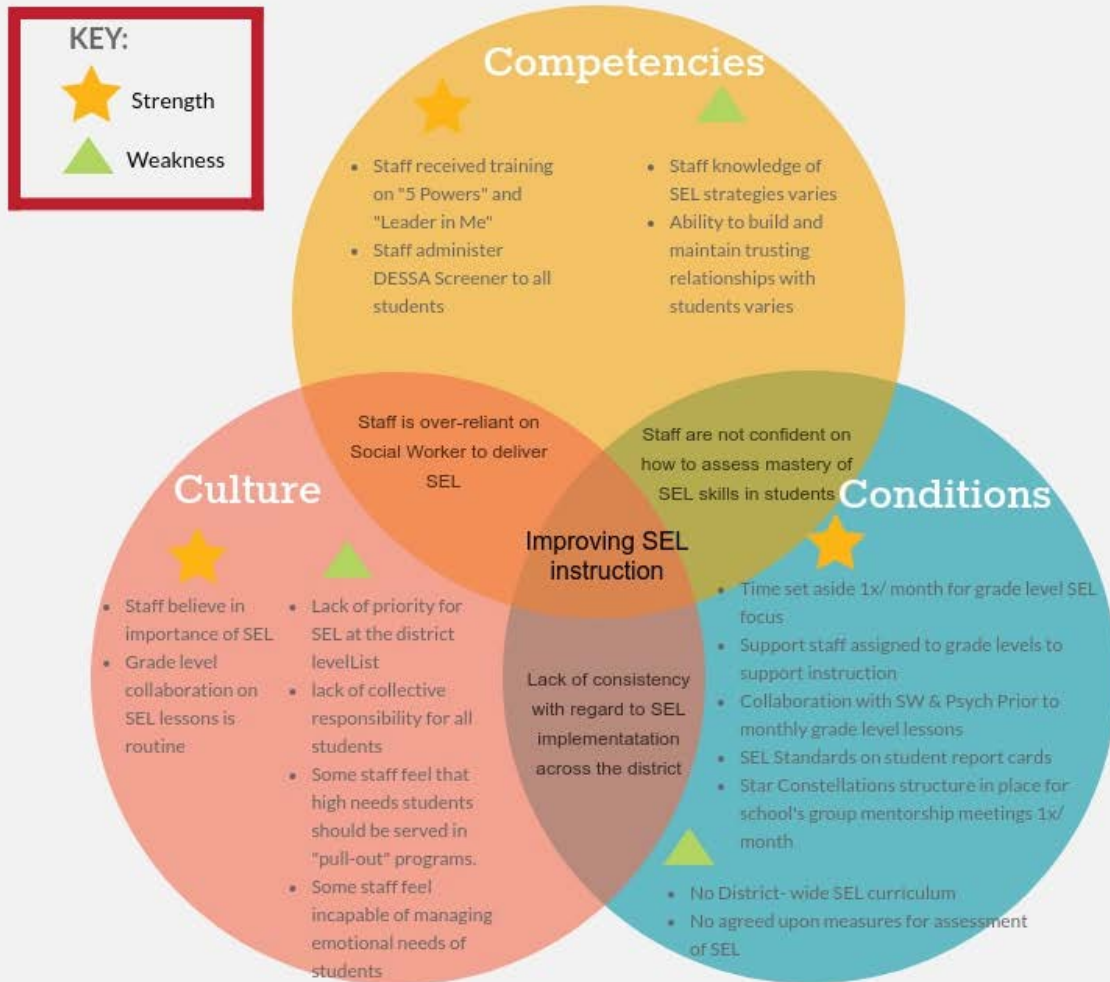 KEY:
Strength
Weakness
Competencies
• Staff received training
on "5 Powers" and
"Leader in Me"
• Staff administer
DESSA Screener to all
students
• Staff knowledge of
SEL strategies varies
• Ability to build and
maintain trusting
relationships with
students varies
Staff is over-reliant on
Social Worker to deliver
SEL
Staff are not confident on
how to assess mastery of
SEL skills in students
Culture
• Staff believe in
importance of SEL
• Grade level
collaboration on
SEL lessons is
routine
• Lack of priority for
SEL at the district
levelList
• lack of collective
responsibility for all
students
• Some staff feel that
high needs students
should be served in
"pull-out" programs.
• Some staff feel
incapable of managing
emotional needs of
students
Improving SEL
instruction
Lack of consistency
with regard to SEL
implementatation
across the district
Conditions
• Time set aside 1x/ month for grade level SEL
focus
• Support staff assigned to grade levels to
support instruction
• Collaboration with SW & Psych Prior to
monthly grade level lessons
• SEL Standards on student report cards
• Star Constellations structure in place for
school's group mentorship meetings 1x/
month
• No District- wide SEL curriculum
• No agreed upon measures for assessment
of SEL